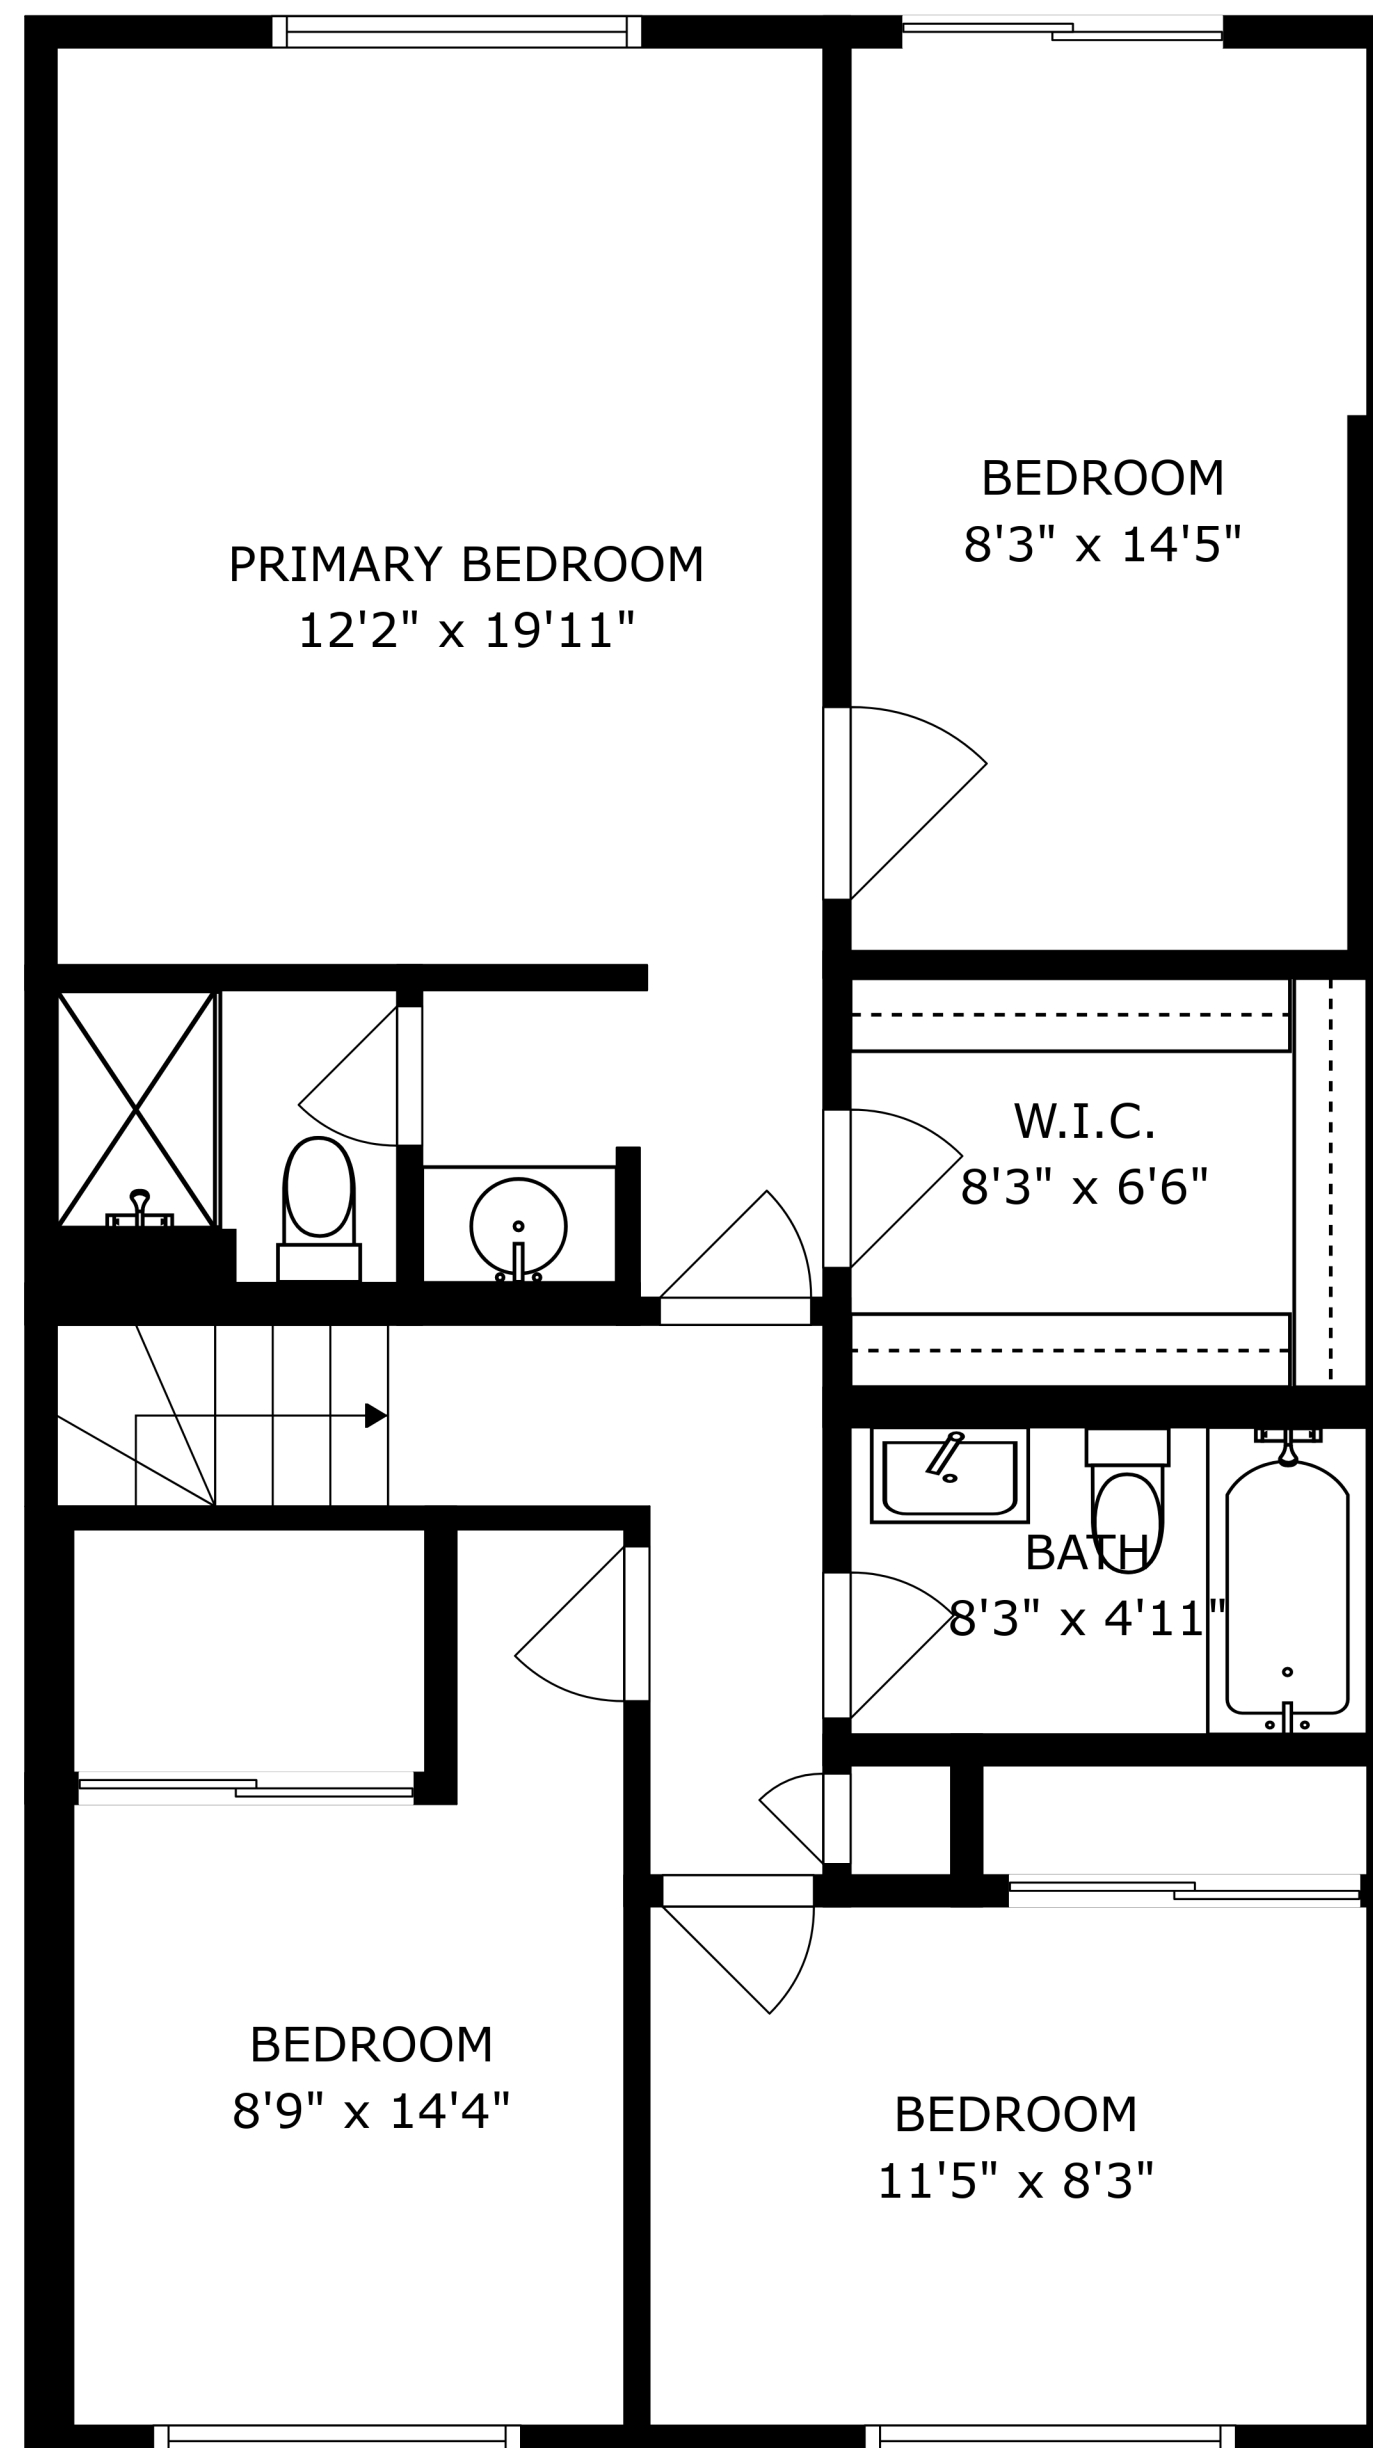 BEDROOM
8'3" x 14'5"
PRIMARY BEDROOM
12'2" x 19'11"
W.I.C.
8'3" x 6'6"
BATH
8'3" x 4'11"
BEDROOM
8'9" x 14'4"
BEDROOM
11'5" x 8'3"